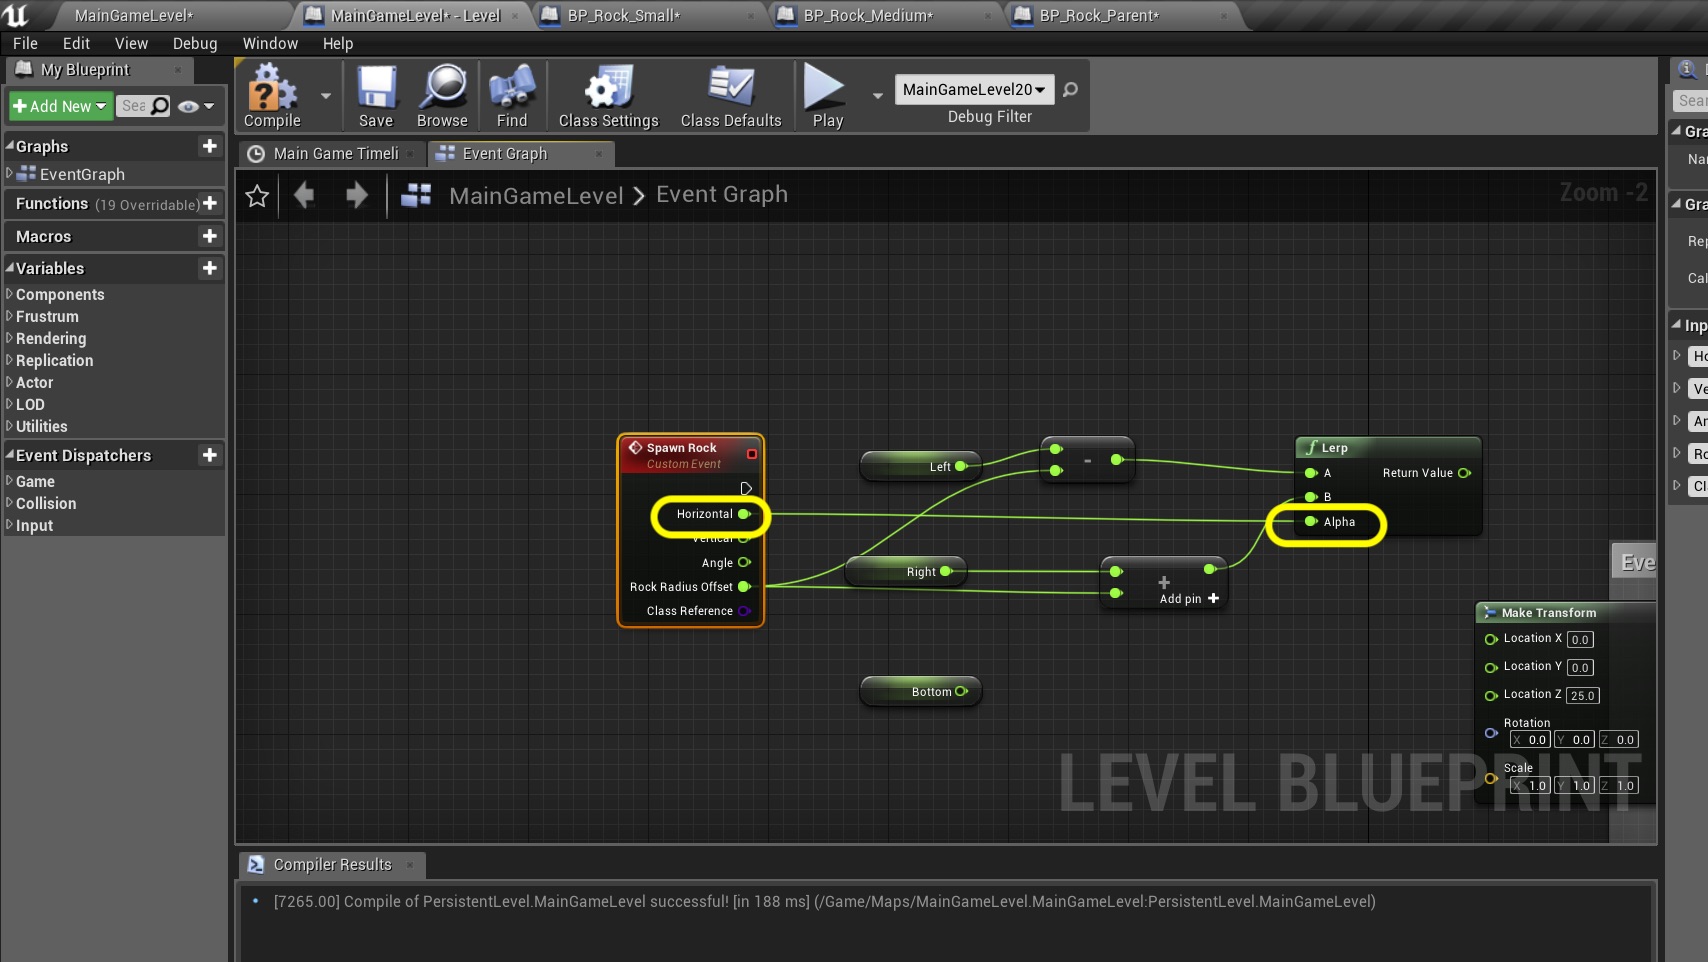 MainGameLevel*
MainGameLevel* - Level
BP_Rock_Small*
BP_Rock_Medium*
BP_Rock_Parent*
File Edit View Debug Window Help
My Blueprint
Add New
Sea
Graphs
EventGraph
Functions (19 Overridable)
Macros
Variables
Components
Frustrum
Rendering
Replication
Actor
LOD
Utilities
Event Dispatchers
Game
Collision
Input
Compile
Save
Browse
Find
Class Settings
Class Defaults
Play
MainGameLevel20
Debug Filter
Main Game Timeli
Event Graph
MainGameLevel > Event Graph
Zoom -2
Spawn Rock
Custom Event
Horizontal
Vertical
Angle
Rock Radius Offset
Class Reference
Left
-
Right
+
Add pin +
Bottom
f Lerp
A
Return Value
B
Alpha
Eve
Make Transform
Location X 0.0
Location Y 0.0
Location Z 25.0
Rotation
X 0.0 Y 0.0 Z 0.0
Scale
X 1.0 Y 1.0 Z 1.0
LEVEL BLUEPRINT
Sear
Gra
Nar
Gra
Rep
Cal
Inp
Ho
Ve
An
Ro
Cl
Compiler Results
[7265.00] Compile of PersistentLevel.MainGameLevel successful! [in 188 ms] (/Game/Maps/MainGameLevel.MainGameLevel:PersistentLevel.MainGameLevel)